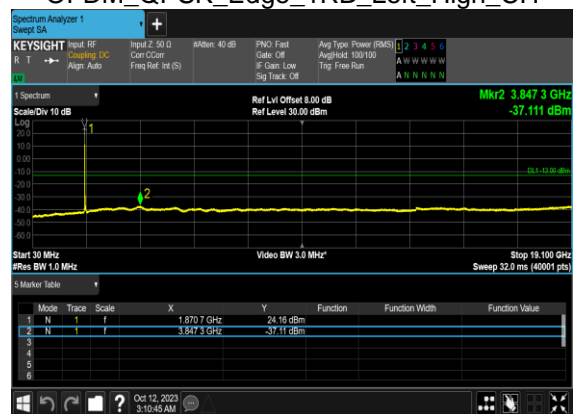 Spectrum Analyzer 1
Swept SA
KEYSIGHT
R T
Input: RF
Coupling: DC
Align: Auto
Input Z: 50 Ω
Corr CCorr
Freq Ref: Int (S)
#Atten: 40 dB
PNO: Fast
Gate: Off
IF Gain: Low
Sig Track: Off
Avg Type: Power (RMS)
Avg|Hold: 100/100
Trig: Free Run
1 2 3 4 5 6
A W W W W W
A N N N N N
1 Spectrum
Scale/Div 10 dB
Ref Lvl Offset 8.00 dB
Ref Level 30.00 dBm
Mkr2 3.847 3 GHz
-37.111 dBm
Log
1
20.0
10.0
0.00
-10.0
DL1 -13.00 dBm
-20.0
-30.0
2
-40.0
-50.0
-60.0
Start 30 MHz
#Res BW 1.0 MHz
Video BW 3.0 MHz*
Stop 19.100 GHz
Sweep 32.0 ms (40001 pts)
5 Marker Table
Mode Trace Scale X Y Function Function Width Function Value
1 N 1 f 1.870 7 GHz 24.16 dBm
2 N 1 f 3.847 3 GHz -37.11 dBm
3
4
5
6
?
Oct 12, 2023
3:10:45 AM